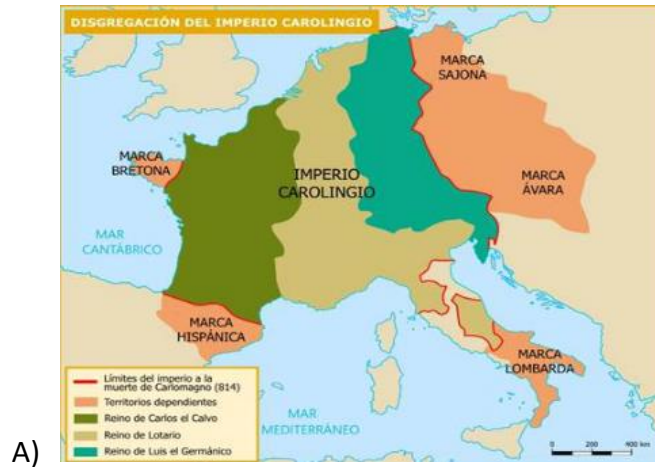 DISGREGACIÓN DEL IMPERIO CAROLINGIO
MARCA
SAJONA
MARCA
BRETONA
IMPERIO
CAROLINGIO
MARCA
ÁVARA
MAR
CANTÁBRICO
MARCA
HISPÁNICA
MARCA
LOMBARDA
Límites del imperio a la
muerte de Carlomagno (814)
Territorios dependientes
Reino de Carlos el Calvo
Reino de Lotario
Reino de Luis el Germánico
MAR
MEDITERRÁNEO
0 200 400 km
A)